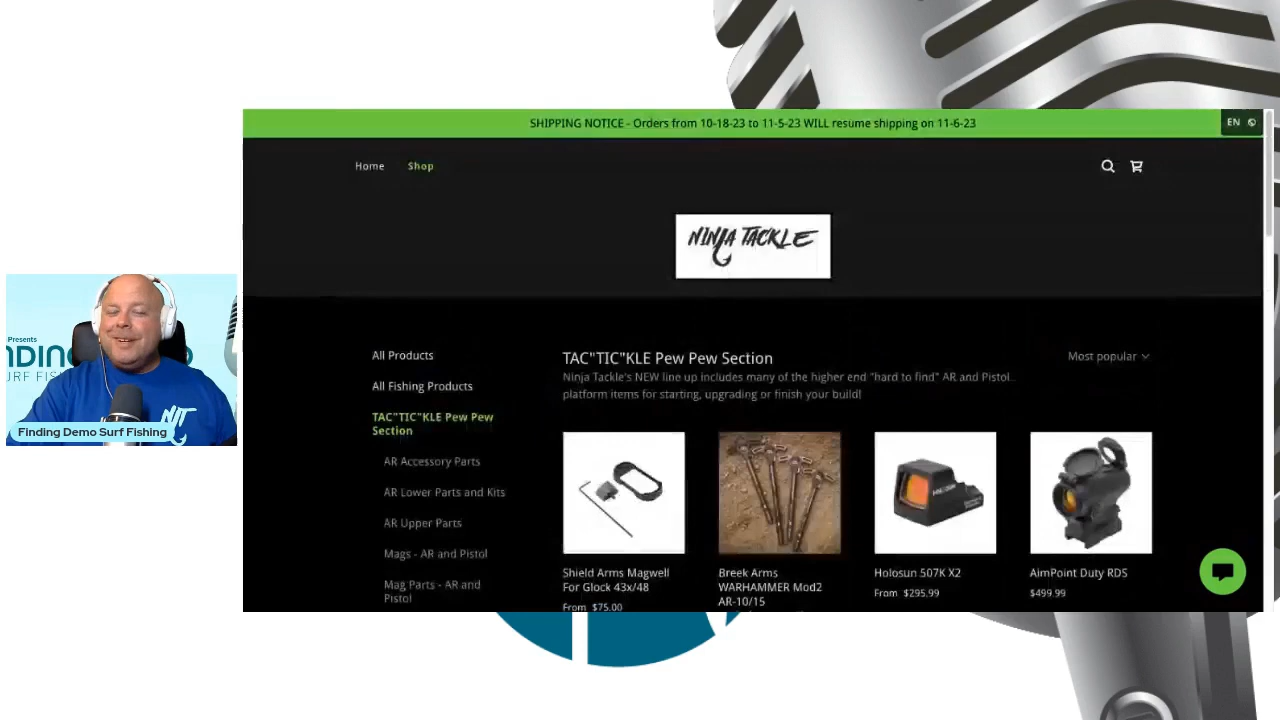 SHIPPING NOTICE - Orders from 10-18-23 to 11-5-23 WILL resume shipping on 11-6-23
EN
Home
Shop
NINJA TACKLE
Presents
NDING
SURF FIS
NJT
Finding Demo Surf Fishing
All Products
All Fishing Products
TAC"TIC"KLE Pew Pew
Section
AR Accessory Parts
AR Lower Parts and Kits
AR Upper Parts
Mags - AR and Pistol
Mag Parts - AR and
Pistol
TAC"TIC"KLE Pew Pew Section
Most popular
Ninja Tackle's NEW line up includes many of the higher end "hard to find" AR and Pistol
platform items for starting, upgrading or finish your build!
Shield Arms Magwell
For Glock 43x/48
From $75.00
Breek Arms
WARHAMMER Mod2
AR-10/15
Holosun 507K X2
From $295.99
AimPoint Duty RDS
$499.99